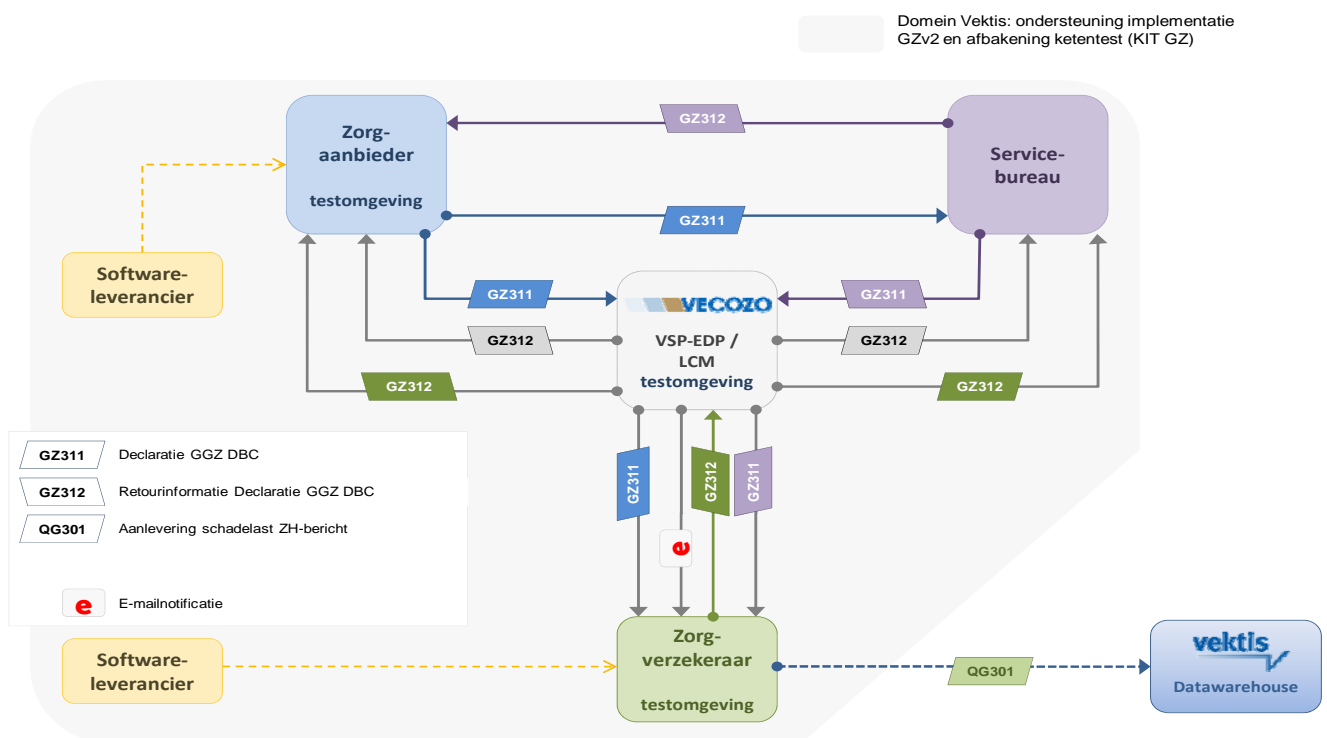 Domein Vektis: ondersteuning implementatie
GZv2 en afbakening ketentest (KIT GZ)
Zorg-
aanbieder
testomgeving
GZ312
Service-
bureau
GZ311
Software-
leverancier
GZ311
VECOZO
GZ311
GZ312
VSP-EDP /
LCM
testomgeving
GZ312
GZ312
GZ312
GZ311
GZ312
GZ311
e
GZ311
Declaratie GGZ DBC
GZ312
Retourinformatie Declaratie GGZ DBC
QG301
Aanlevering schadelast ZH-bericht
e
E-mailnotificatie
Software-
leverancier
Zorg-
verzekeraar
testomgeving
QG301
vektis
Datawarehouse